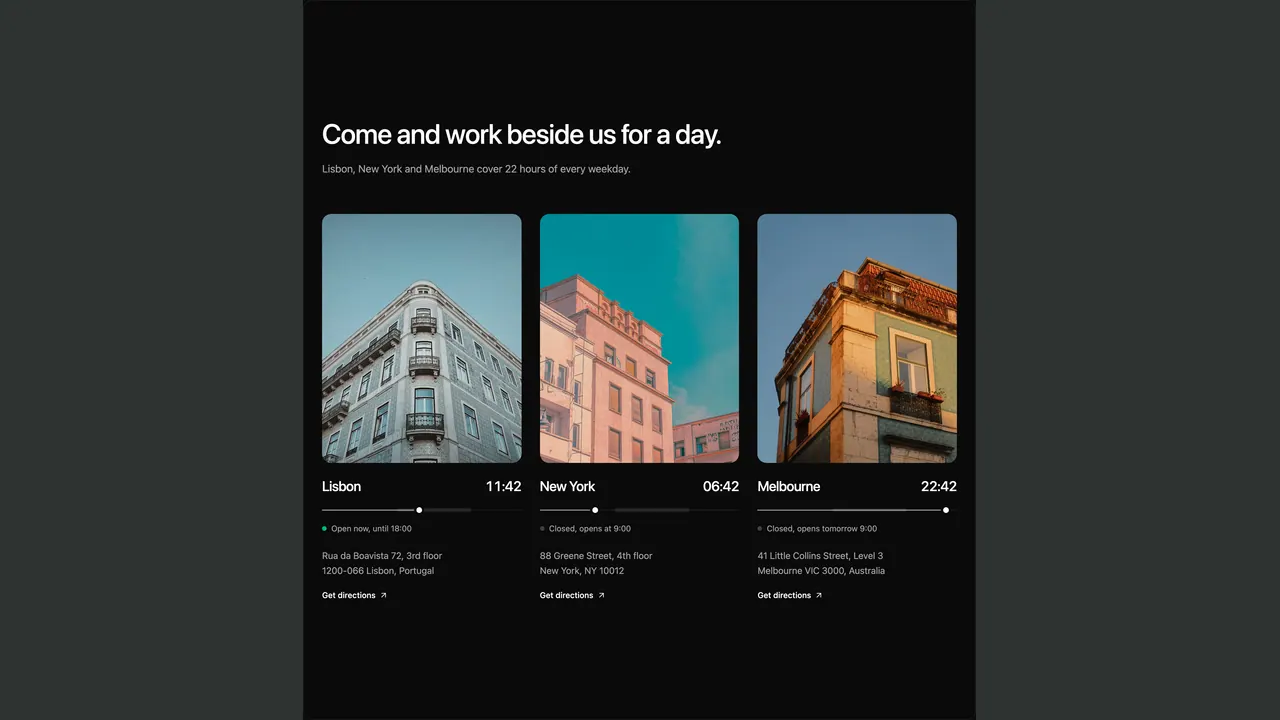 Come and work beside us for a day.
Lisbon, New York and Melbourne cover 22 hours of every weekday.
Lisbon 11:42
Open now, until 18:00
Rua da Boavista 72, 3rd floor
1200-066 Lisbon, Portugal
Get directions
New York 06:42
Closed, opens at 9:00
88 Greene Street, 4th floor
New York, NY 10012
Get directions
Melbourne 22:42
Closed, opens tomorrow 9:00
41 Little Collins Street, Level 3
Melbourne VIC 3000, Australia
Get directions